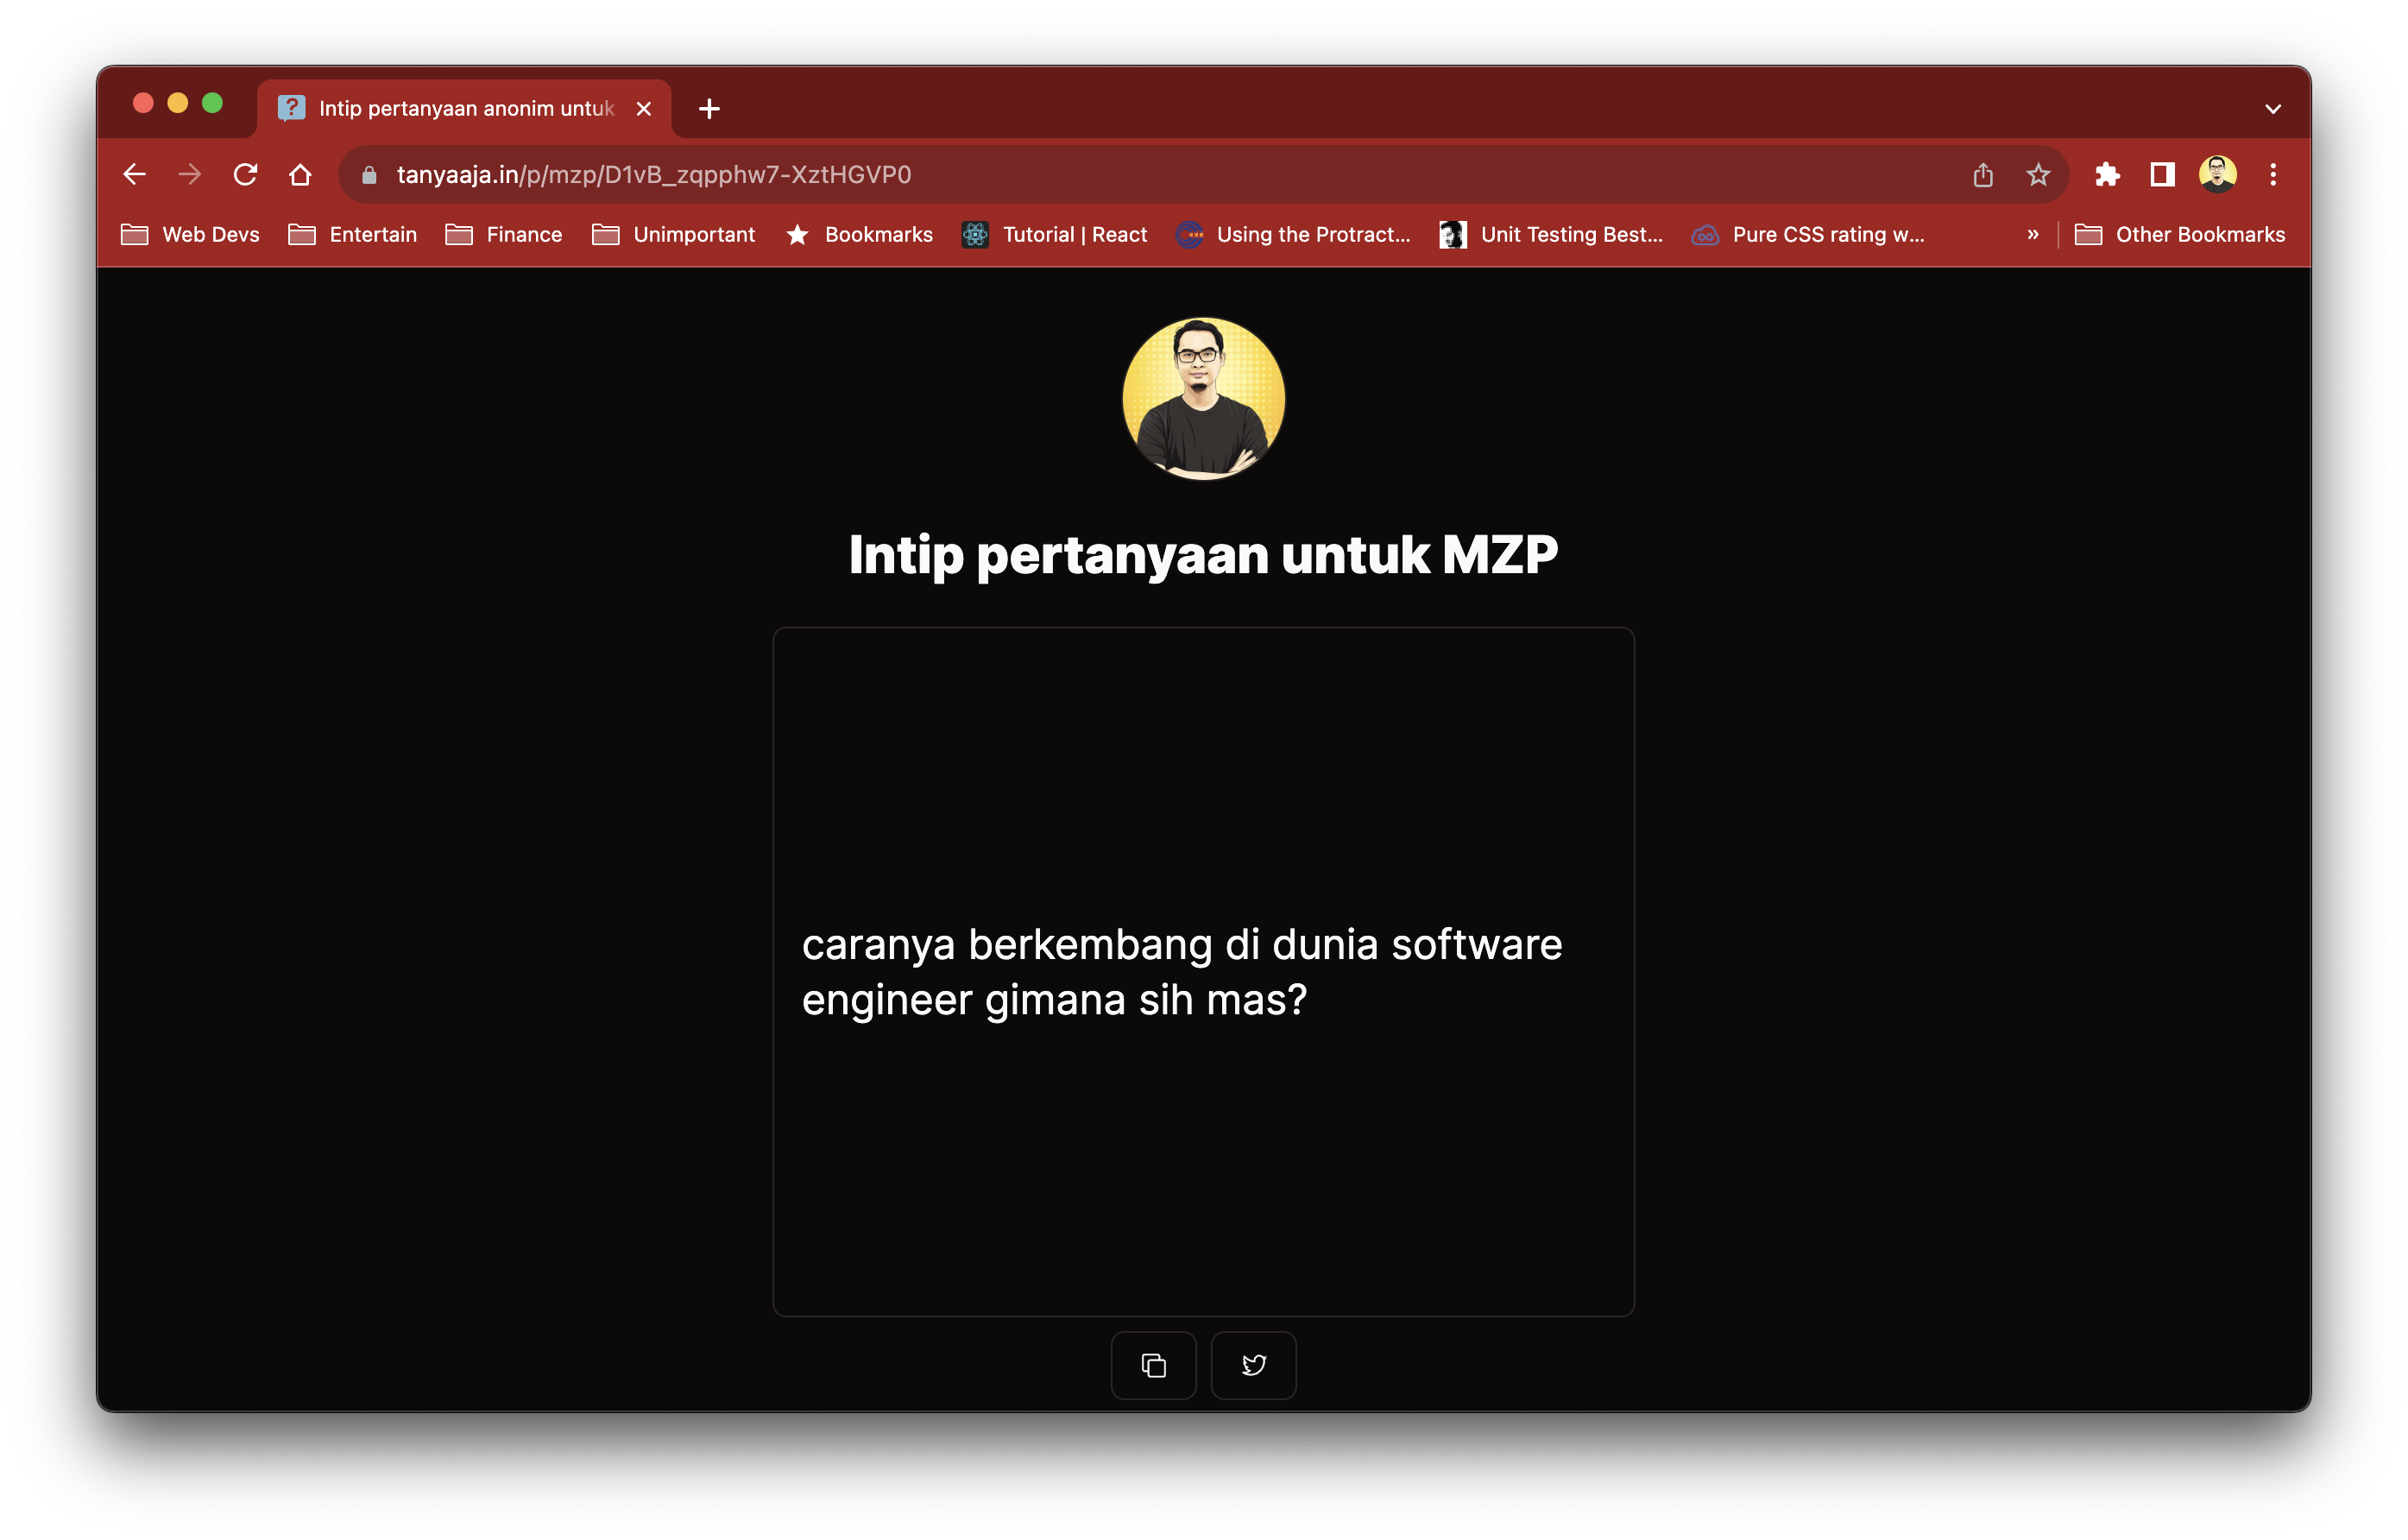 Intip pertanyaan anonim untuk
tanyaaja.in/p/mzp/D1vB_zqpphw7-XztHGVP0
Web Devs Entertain Finance Unimportant Bookmarks Tutorial | React Using the Protract... Unit Testing Best... Pure CSS rating w... » Other Bookmarks
Intip pertanyaan untuk MZP
caranya berkembang di dunia software
engineer gimana sih mas?